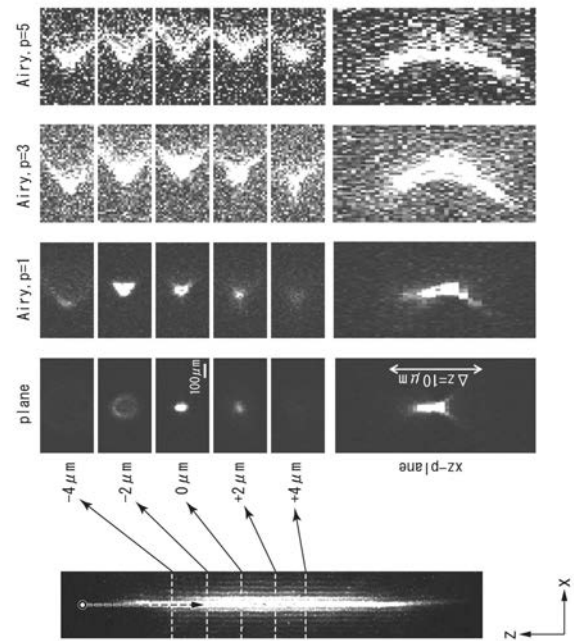 plane
Airy, p=1
Airy, p=3
Airy, p=5
-4μm
-2μm
0μm
+2μm
+4μm
100μm
xz-plane
Δz=10μm
z
x